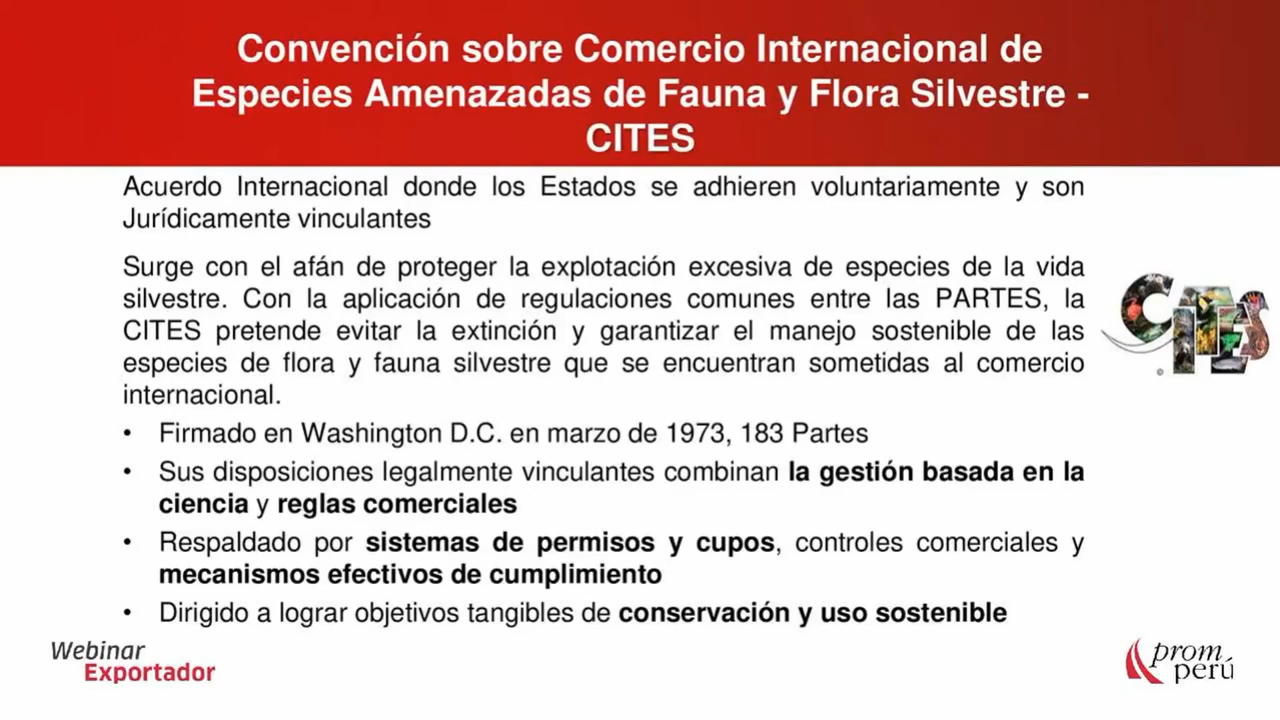 Convención sobre Comercio Internacional de
Especies Amenazadas de Fauna y Flora Silvestre -
CITES
Acuerdo Internacional donde los Estados se adhieren voluntariamente y son
Jurídicamente vinculantes
Surge con el afán de proteger la explotación excesiva de especies de la vida
silvestre. Con la aplicación de regulaciones comunes entre las PARTES, la
CITES pretende evitar la extinción y garantizar el manejo sostenible de las
especies de flora y fauna silvestre que se encuentran sometidas al comercio
internacional.
CITES
©
• Firmado en Washington D.C. en marzo de 1973, 183 Partes
• Sus disposiciones legalmente vinculantes combinan la gestión basada en la
ciencia y reglas comerciales
• Respaldado por sistemas de permisos y cupos, controles comerciales y
mecanismos efectivos de cumplimiento
• Dirigido a lograr objetivos tangibles de conservación y uso sostenible
Webinar
Exportador
prom
perú